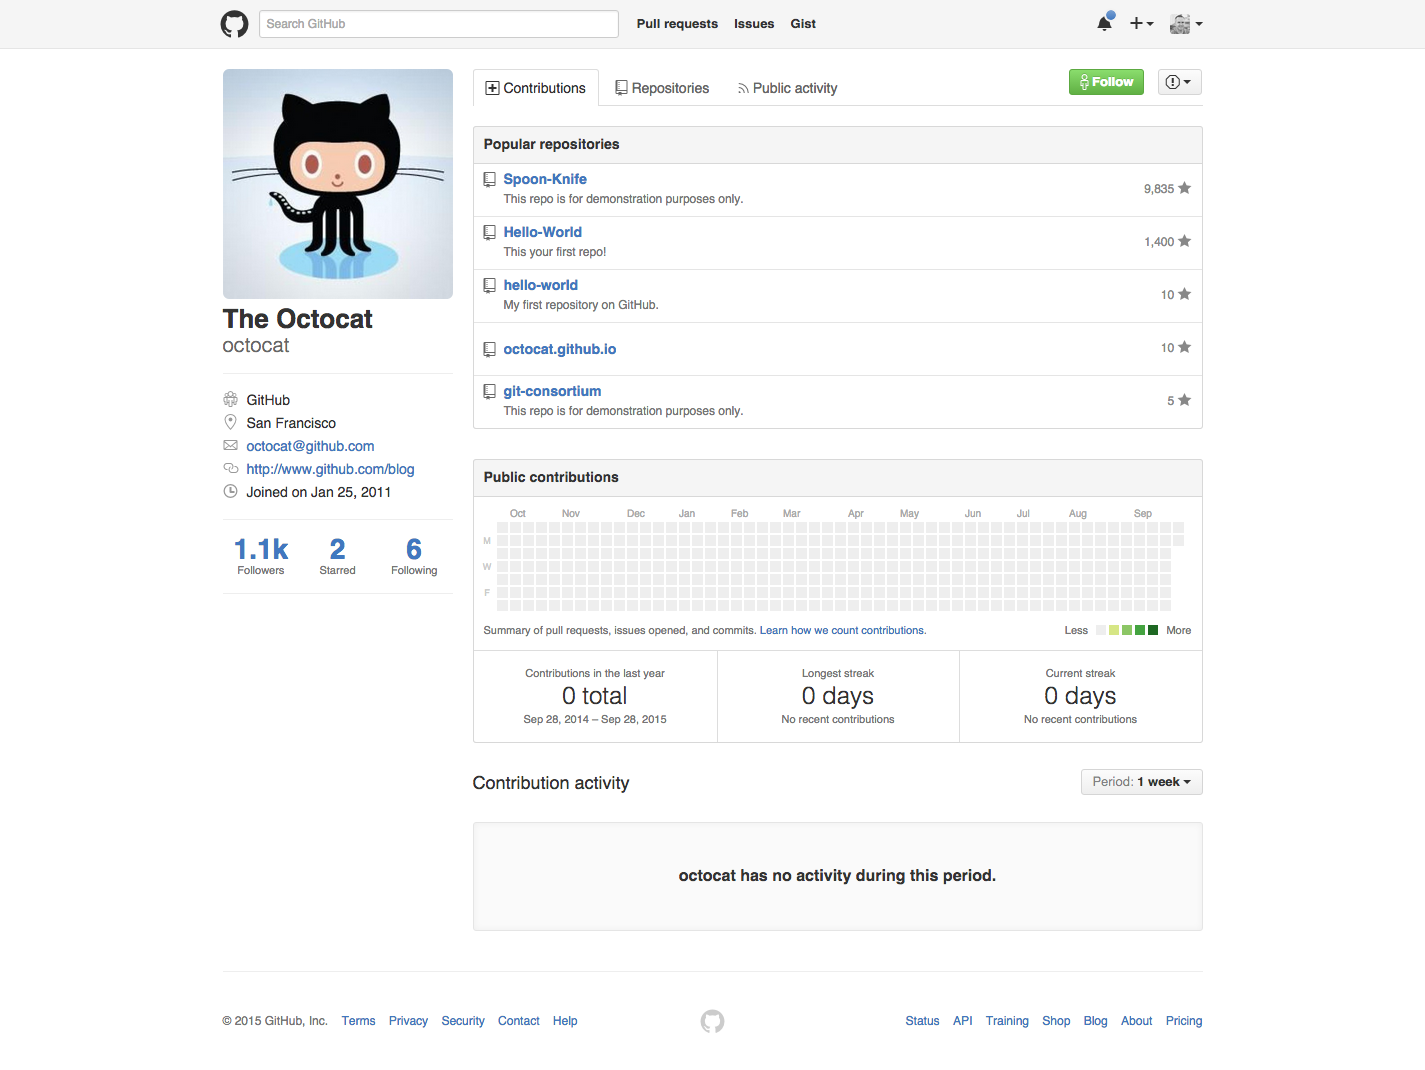 Search GitHub
Pull requests Issues Gist
The Octocat
octocat
GitHub
San Francisco
octocat@github.com
http://www.github.com/blog
Joined on Jan 25, 2011
1.1k 2 6
Followers Starred Following
Contributions Repositories Public activity
Follow
Popular repositories
Spoon-Knife
This repo is for demonstration purposes only.
9,835
Hello-World
This your first repo!
1,400
hello-world
My first repository on GitHub.
10
octocat.github.io
10
git-consortium
This repo is for demonstration purposes only.
5
Public contributions
Oct Nov Dec Jan Feb Mar Apr May Jun Jul Aug Sep
M
W
F
Summary of pull requests, issues opened, and commits. Learn how we count contributions.
Less More
Contributions in the last year
0 total
Sep 28, 2014 – Sep 28, 2015
Longest streak
0 days
No recent contributions
Current streak
0 days
No recent contributions
Contribution activity
Period: 1 week
octocat has no activity during this period.
© 2015 GitHub, Inc. Terms Privacy Security Contact Help
Status API Training Shop Blog About Pricing